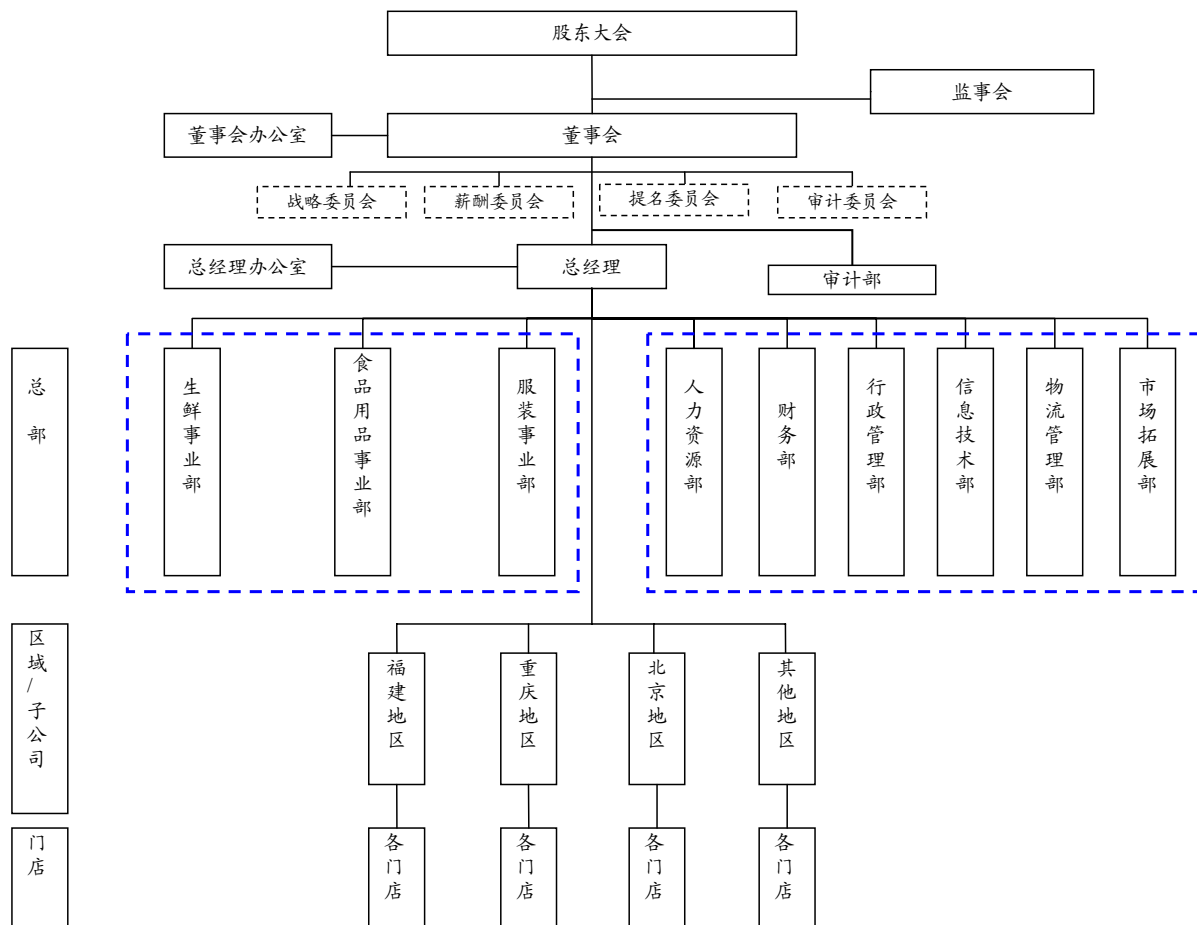 股东大会
监事会
董事会办公室
董事会
战略委员会
薪酬委员会
提名委员会
审计委员会
总经理办公室
总经理
审计部
总部
生鲜事业部
食品用品事业部
服装事业部
人力资源部
财务部
行政管理部
信息技术部
物流管理部
市场拓展部
区域/子公司
福建地区
重庆地区
北京地区
其他地区
门店
各门店
各门店
各门店
各门店